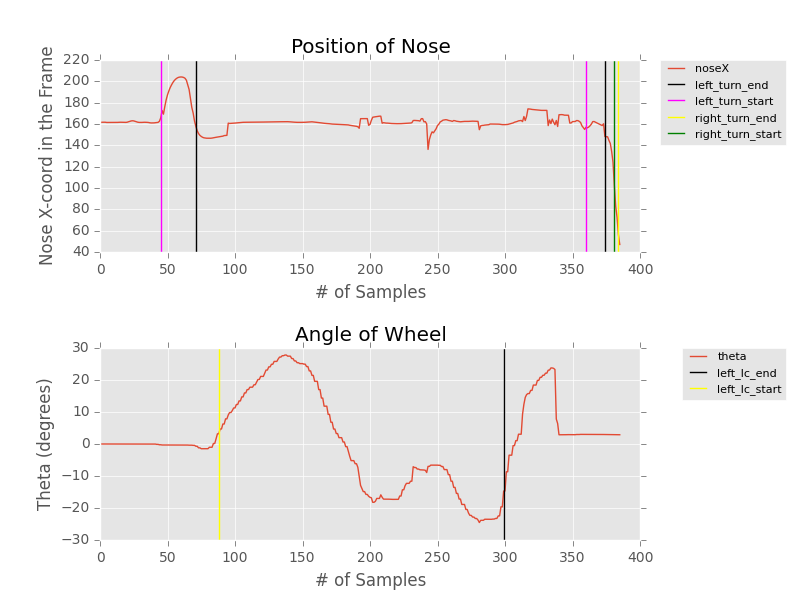 Position of Nose
Nose X-coord in the Frame
220
200
180
160
140
120
100
80
60
40
0 50 100 150 200 250 300 350 400
# of Samples
noseX
left_turn_end
left_turn_start
right_turn_end
right_turn_start
Angle of Wheel
Theta (degrees)
30
20
10
0
−10
−20
−30
0 50 100 150 200 250 300 350 400
# of Samples
theta
left_lc_end
left_lc_start